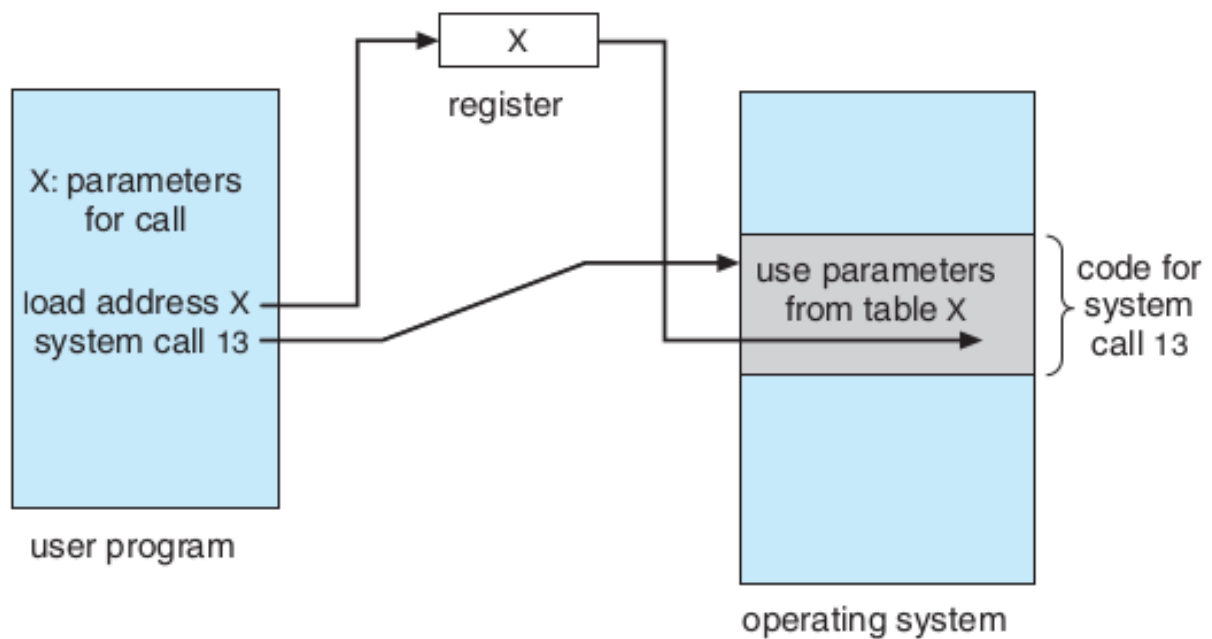 X
register
X: parameters
for call
load address X
system call 13
user program
use parameters
from table X
code for
system
call 13
operating system